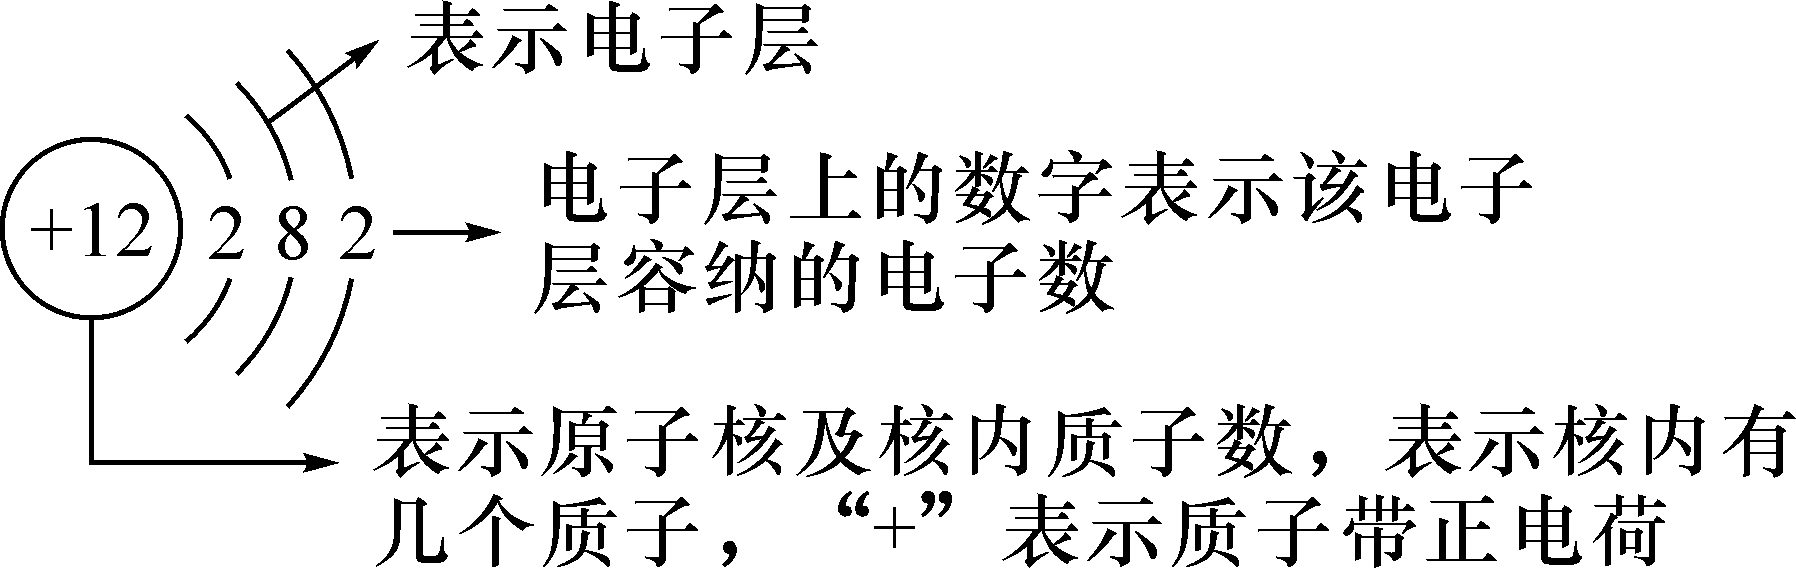 表示电子层
+12 2 8 2
电子层上的数字表示该电子
层容纳的电子数
表示原子核及核内质子数，表示核内有
几个质子，“+”表示质子带正电荷